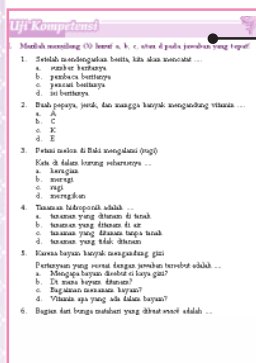 Uji Kompetensi
I. Marilah menyilang (X) huruf a, b, c, atau d pada jawaban yang tepat!
1. Setelah mendengarkan berita, kita akan mencatat ....
a. sumber beritanya
b. pembaca beritanya
c. pencari beritanya
d. isi beritanya
2. Buah pepaya, jeruk, dan mangga banyak mengandung vitamin ....
a. A
b. C
c. K
d. E
3. Petani melon di Baki mengalami (rugi)
Kata di dalam kurung seharusnya ....
a. kerugian
b. merugi
c. rugi
d. merugikan
4. Tanaman hidroponik adalah ....
a. tanaman yang ditanam di tanah
b. tanaman yang ditanam di air
c. tanaman yang ditanam tanpa tanah
d. tanaman yang tidak ditanam
5. Karena bayam banyak mengandung gizi
Pertanyaan yang sesuai dengan jawaban tersebut adalah ....
a. Mengapa bayam disebut si kaya gizi?
b. Di mana bayam ditanam?
c. Bagaimana menanam bayam?
d. Vitamin apa yang ada dalam bayam?
6. Bagian dari bunga matahari yang dibuat snack adalah ....